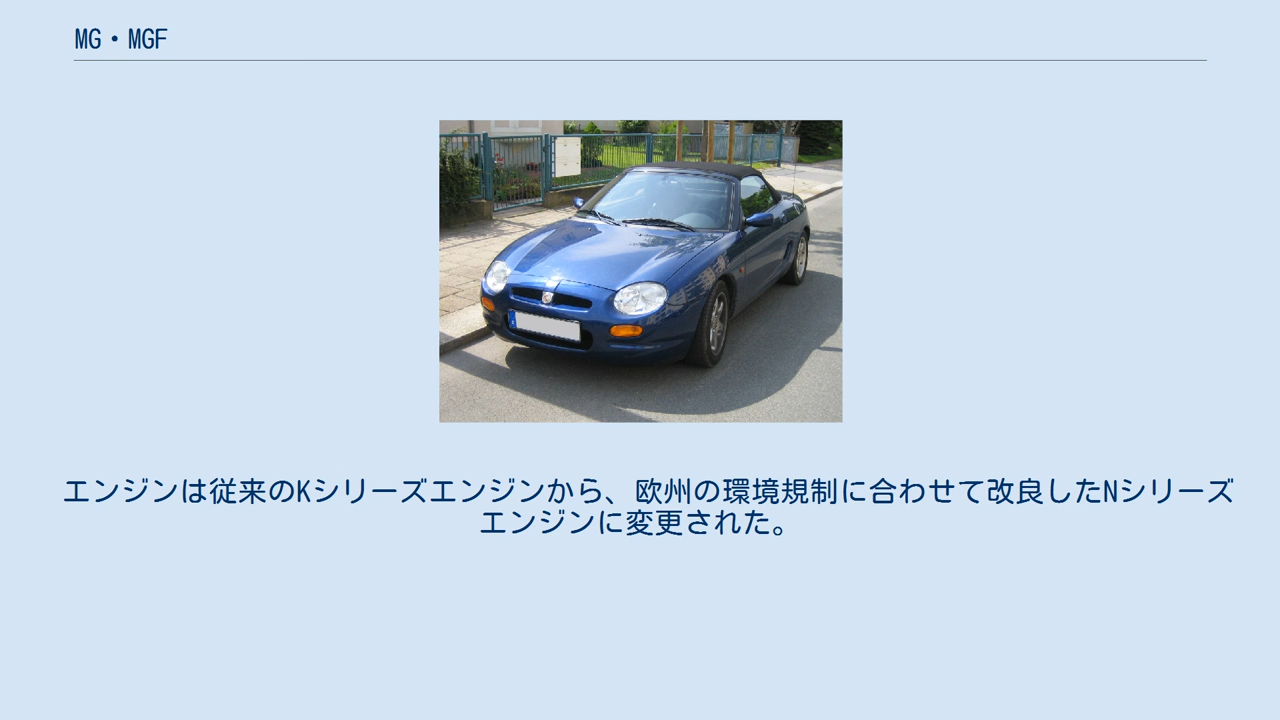 MG・MGF
エンジンは従来のKシリーズエンジンから、欧州の環境規制に合わせて改良したNシリーズ
エンジンに変更された。